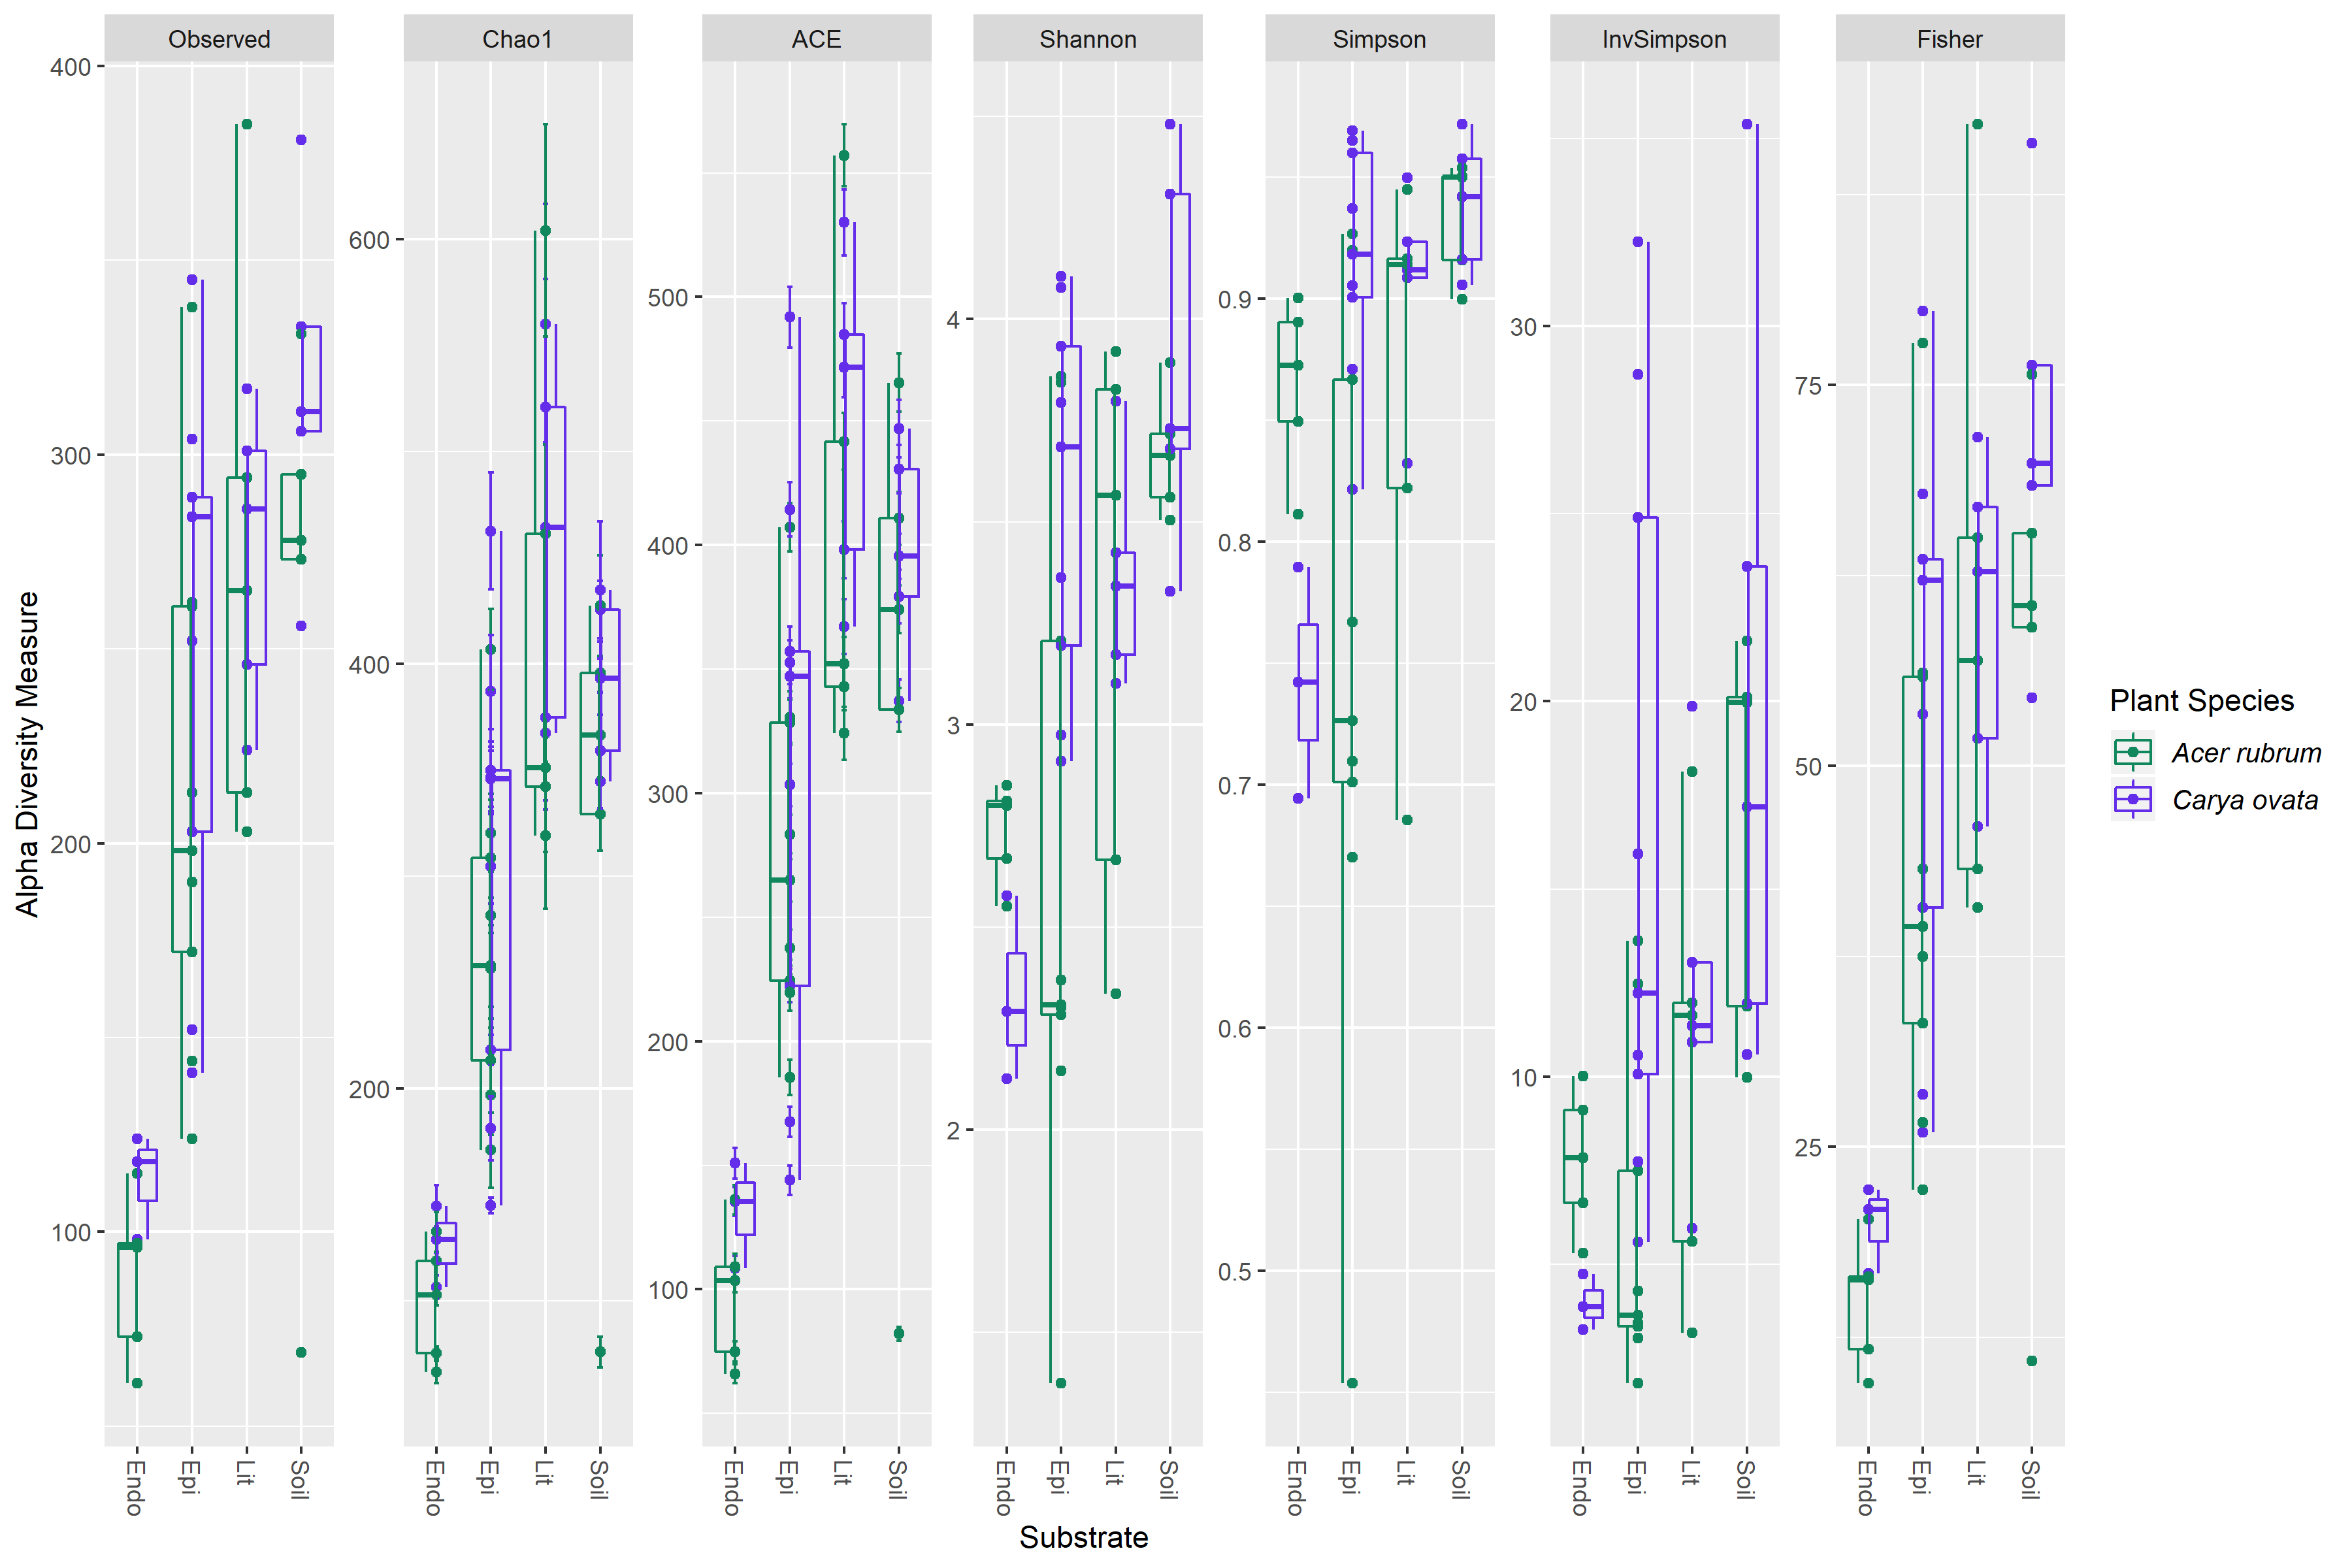 Observed
Chao1
ACE
Shannon
Simpson
InvSimpson
Fisher
Alpha Diversity Measure
400
300
200
100
600
400
200
500
400
300
200
100
4
3
2
0.9
0.8
0.7
0.6
0.5
30
20
10
75
50
25
Endo
Epi
Lit
Soil
Endo
Epi
Lit
Soil
Endo
Epi
Lit
Soil
Endo
Epi
Lit
Soil
Endo
Epi
Lit
Soil
Endo
Epi
Lit
Soil
Endo
Epi
Lit
Soil
Substrate
Plant Species
Acer rubrum
Carya ovata